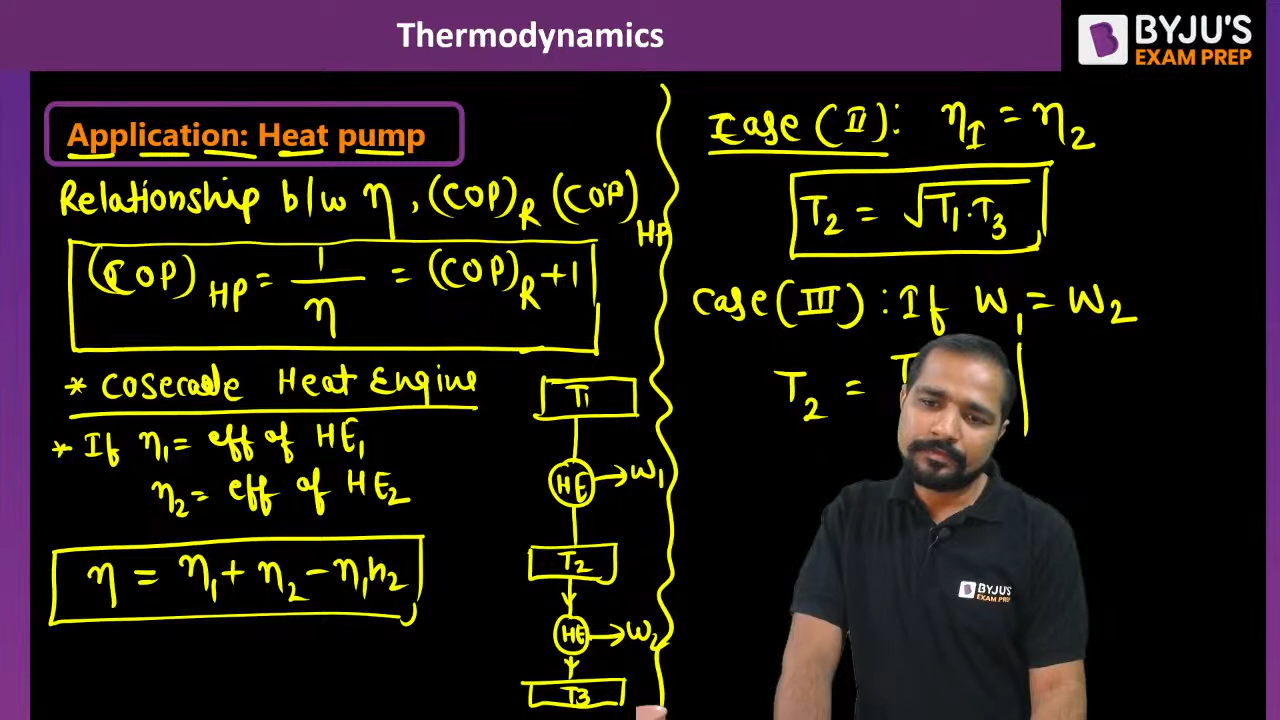 Thermodynamics
BYJU'S
EXAM PREP
Application: Heat pump
Relationship b/w η, (COP)R (COP)HP
(COP)HP = 1/η = (COP)R + 1
* Cosecade Heat Engine
* If η1 = eff of HE1
η2 = eff of HE2
η = η1 + η2 - η1η2
T1
HE → W1
T2
HE → W2
T3
Case (II): ηI = η2
T2 = √T1·T3
Case (III): If W1 = W2
T2 =
BYJU'S
EXAM PREP